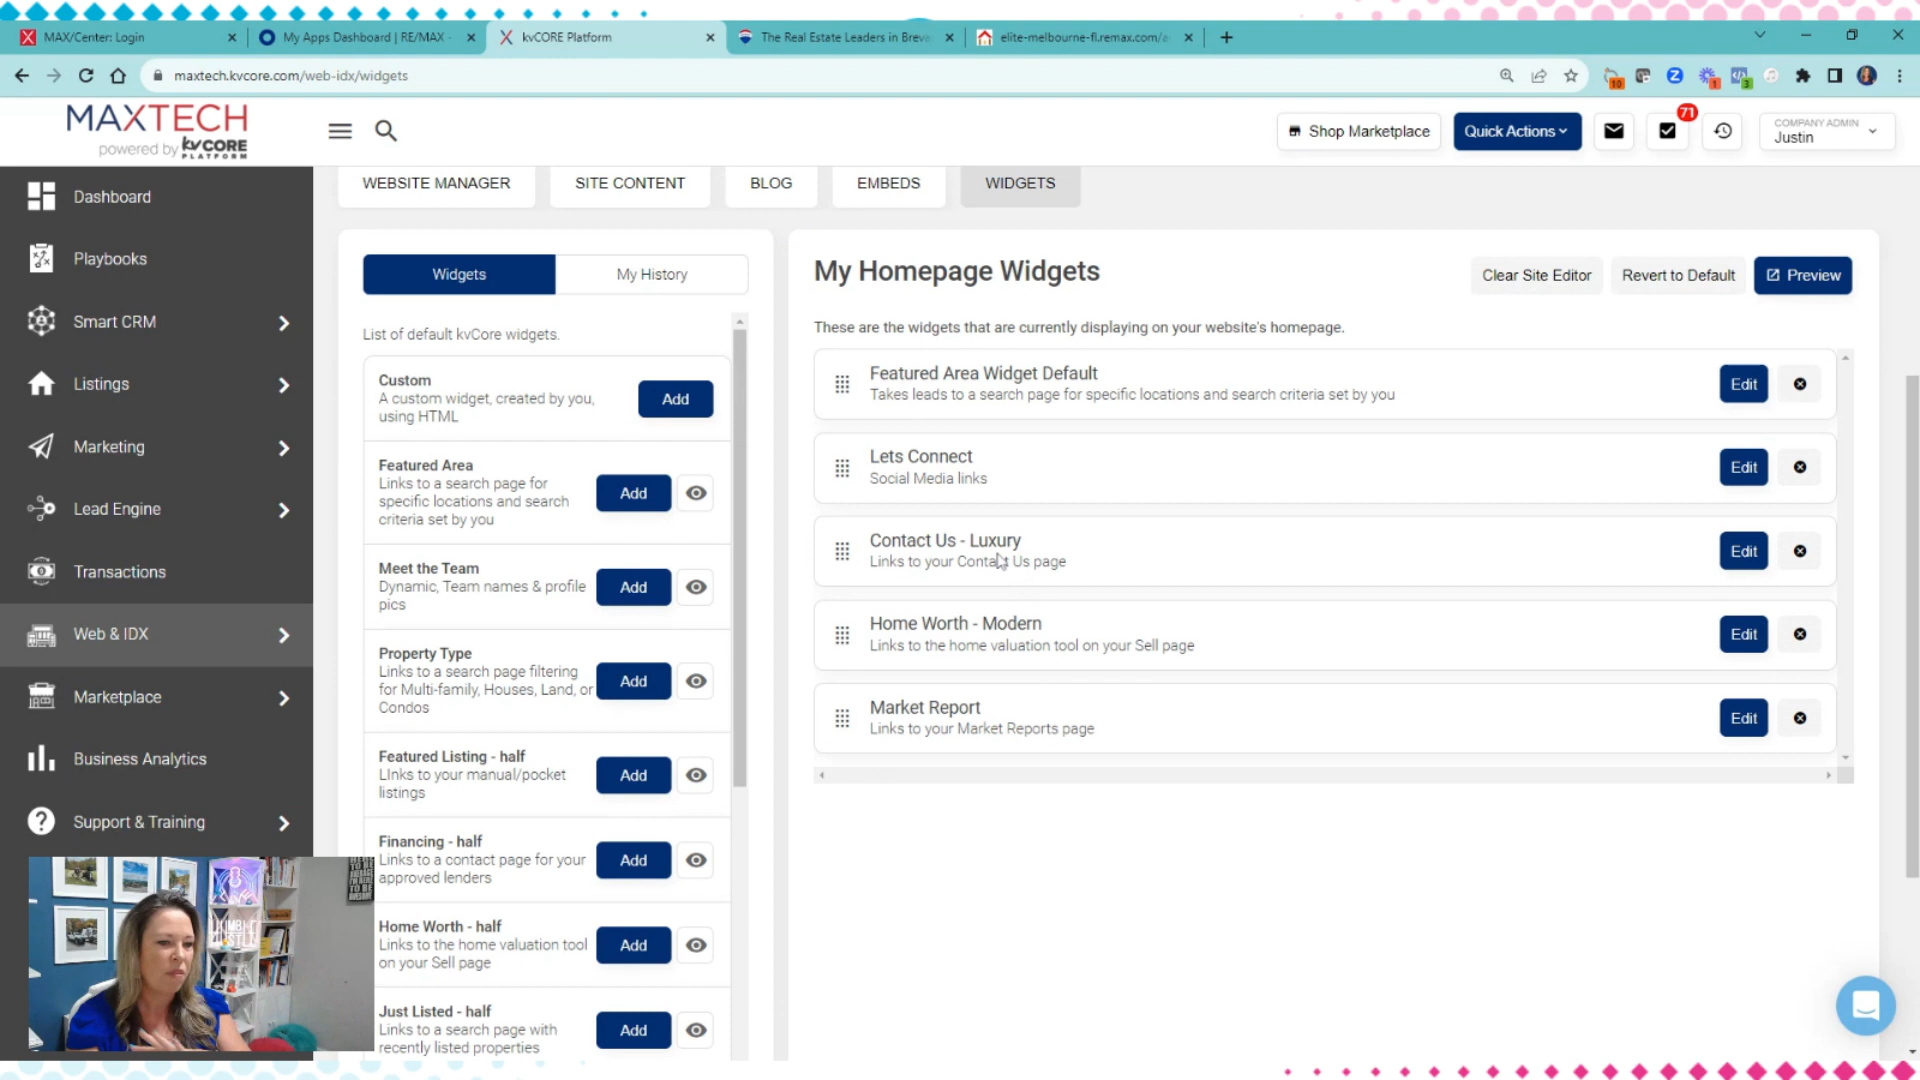 MAX/Center: Login
My Apps Dashboard | RE/MAX -
kvCORE Platform
The Real Estate Leaders in Breva
elite-melbourne-fl.remax.com/a
maxtech.kvcore.com/web-idx/widgets
10
1
3
MAXTECH
powered by kvCORE
PLATFORM
Shop Marketplace
Quick Actions
71
COMPANY ADMIN
Justin
Dashboard
Playbooks
Smart CRM
Listings
Marketing
Lead Engine
Transactions
Web & IDX
Marketplace
Business Analytics
Support & Training
WEBSITE MANAGER
SITE CONTENT
BLOG
EMBEDS
WIDGETS
Widgets
My History
List of default kvCore widgets.
Custom
A custom widget, created by you,
using HTML
Add
Featured Area
Links to a search page for
specific locations and search
criteria set by you
Add
Meet the Team
Dynamic, Team names & profile
pics
Add
Property Type
Links to a search page filtering
for Multi-family, Houses, Land, or
Condos
Add
Featured Listing - half
LInks to your manual/pocket
listings
Add
Financing - half
Links to a contact page for your
approved lenders
Add
Home Worth - half
Links to the home valuation tool
on your Sell page
Add
Just Listed - half
Links to a search page with
recently listed properties
Add
My Homepage Widgets
Clear Site Editor
Revert to Default
Preview
These are the widgets that are currently displaying on your website's homepage.
Featured Area Widget Default
Takes leads to a search page for specific locations and search criteria set by you
Edit
Lets Connect
Social Media links
Edit
Contact Us - Luxury
Links to your Contact Us page
Edit
Home Worth - Modern
Links to the home valuation tool on your Sell page
Edit
Market Report
Links to your Market Reports page
Edit